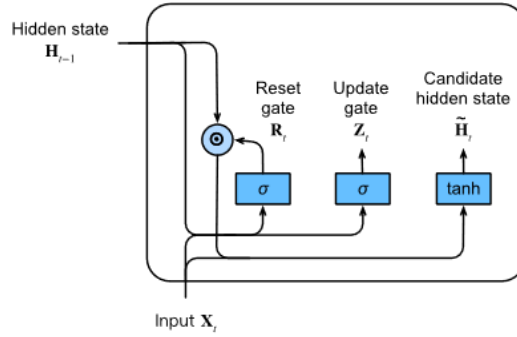 Hidden state
H_{t-1}
Reset
gate
R_t
Update
gate
Z_t
Candidate
hidden state
H̃_t
σ
σ
tanh
Input X_t